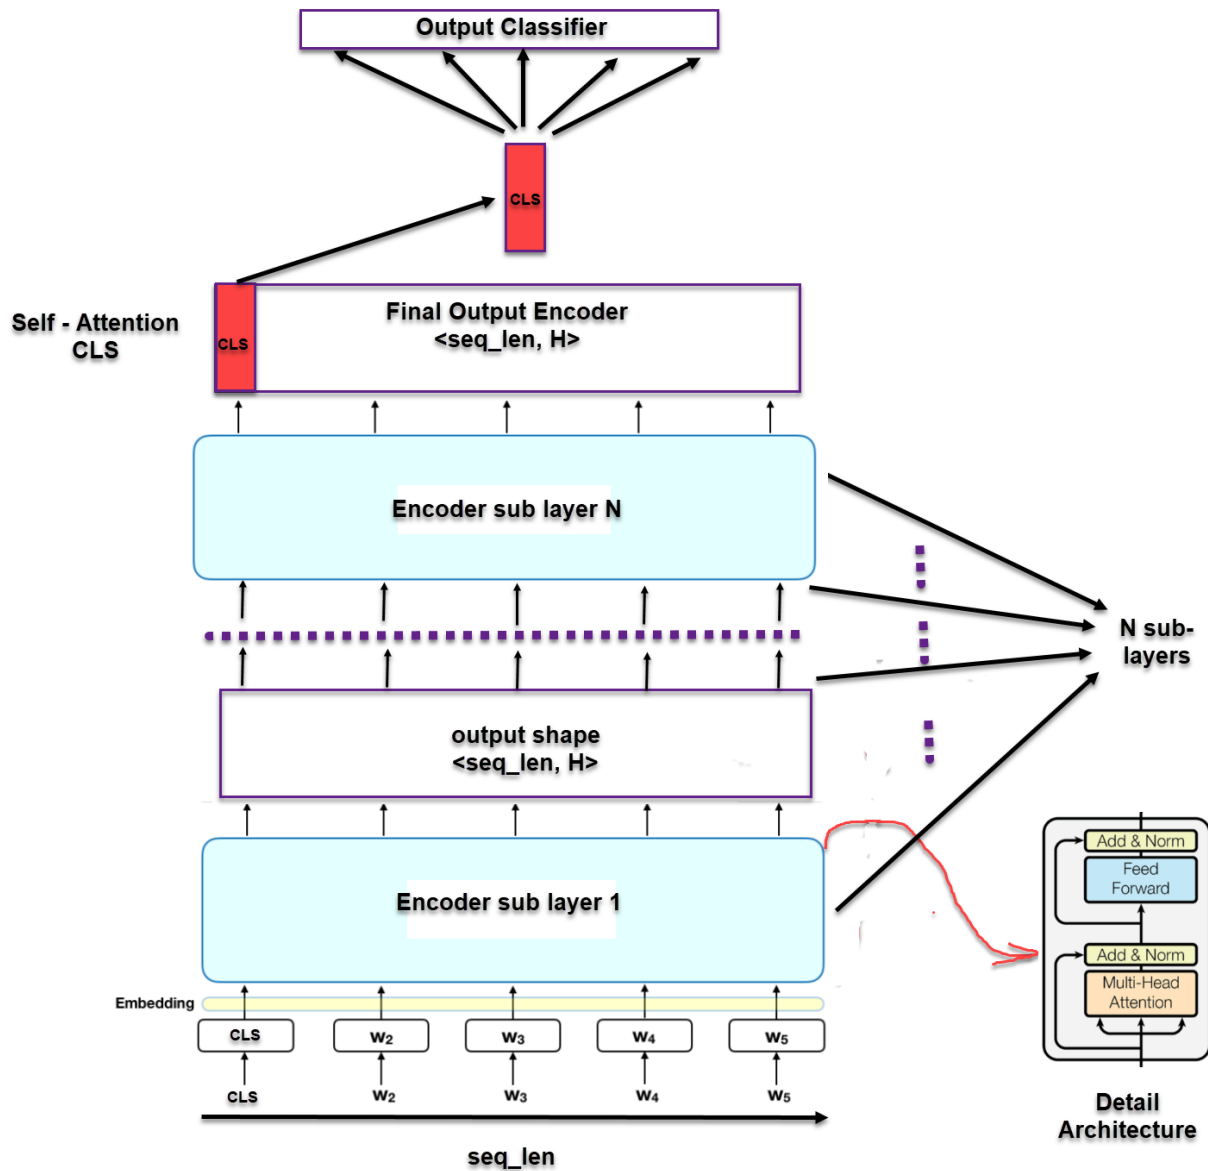 Output Classifier
CLS
Self - Attention
CLS
CLS
Final Output Encoder
<seq_len, H>
Encoder sub layer N
N sub-
layers
output shape
<seq_len, H>
Encoder sub layer 1
Add & Norm
Feed
Forward
Add & Norm
Multi-Head
Attention
Embedding
CLS w₂ w₃ w₄ w₅
CLS w₂ w₃ w₄ w₅
Detail
Architecture
seq_len